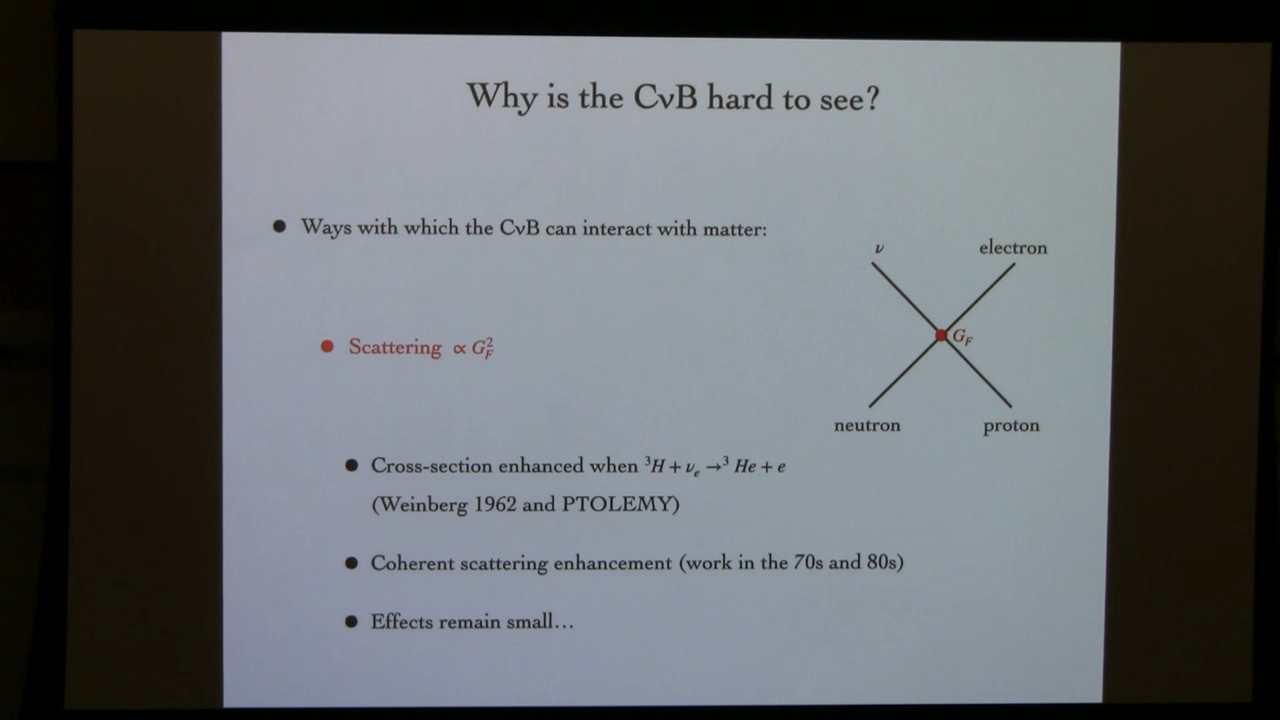 Why is the CνB hard to see?
● Ways with which the CνB can interact with matter:
ν electron
● Scattering ∝ G_F^2
G_F
neutron proton
● Cross-section enhanced when ³H + ν_e →³ He + e
(Weinberg 1962 and PTOLEMY)
● Coherent scattering enhancement (work in the 70s and 80s)
● Effects remain small...